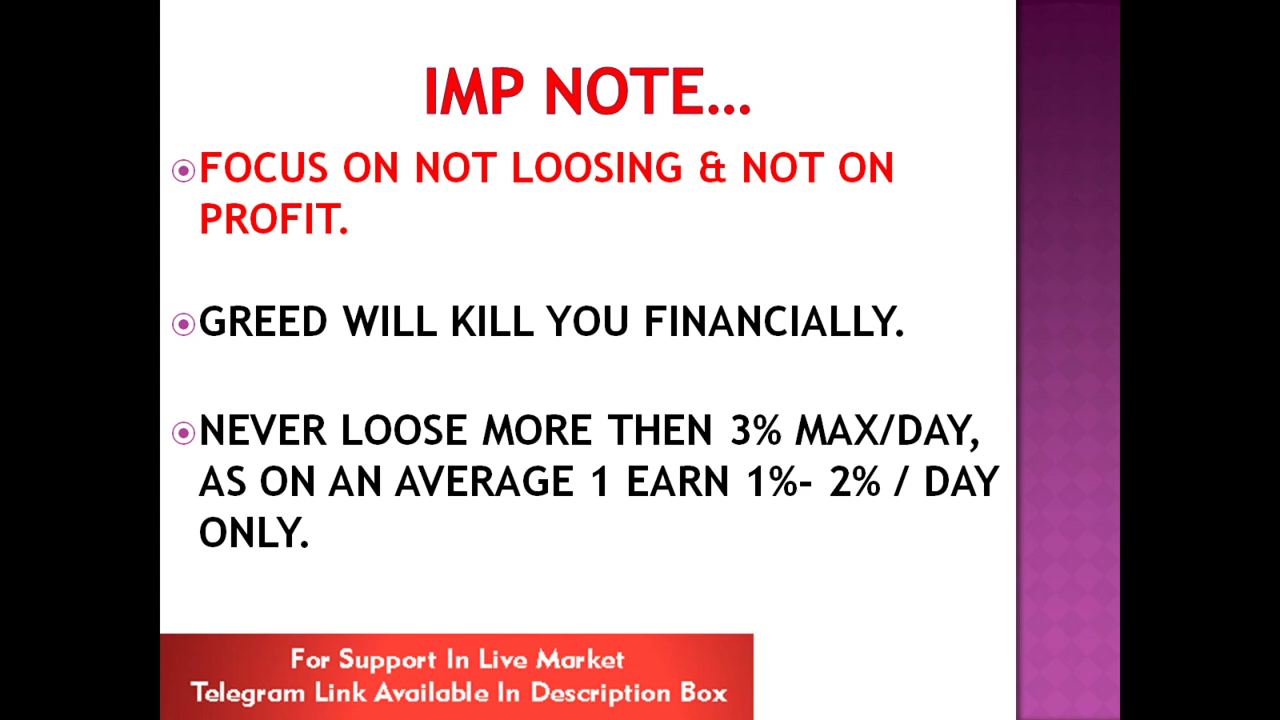 IMP NOTE...
FOCUS ON NOT LOOSING & NOT ON
PROFIT.
GREED WILL KILL YOU FINANCIALLY.
NEVER LOOSE MORE THEN 3% MAX/DAY,
AS ON AN AVERAGE 1 EARN 1%- 2% / DAY
ONLY.
For Support In Live Market
Telegram Link Available In Description Box